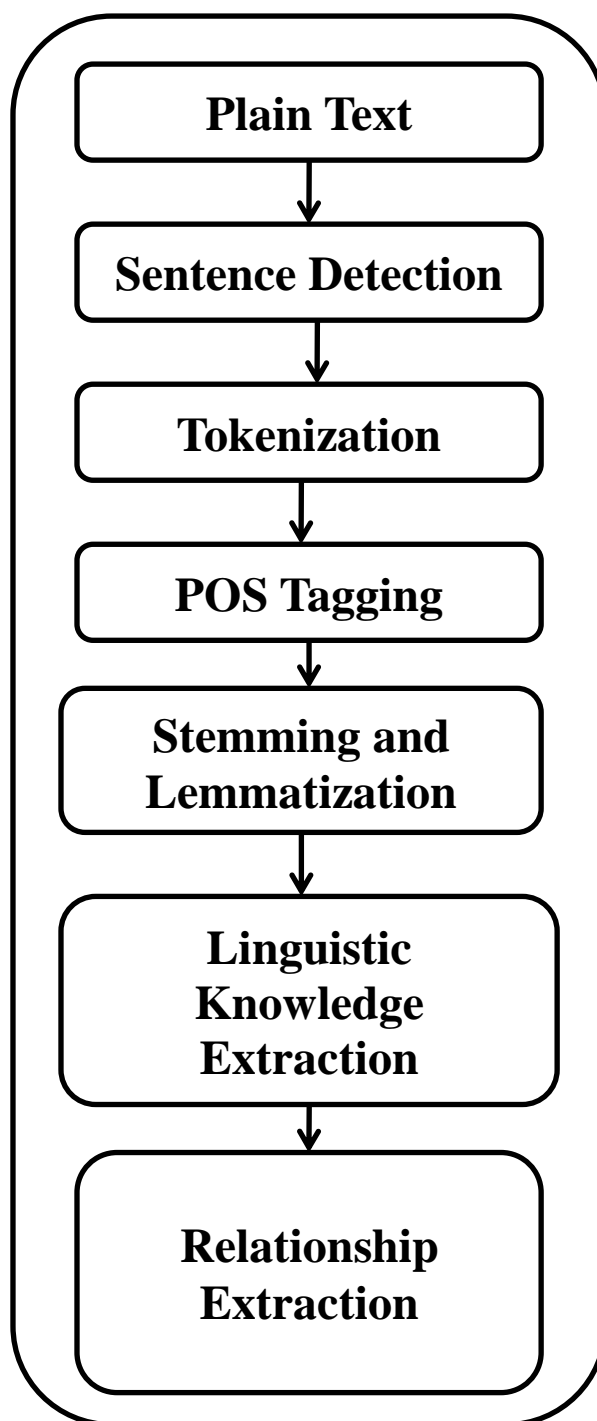 Plain Text
Sentence Detection
Tokenization
POS Tagging
Stemming and
Lemmatization
Linguistic
Knowledge
Extraction
Relationship
Extraction